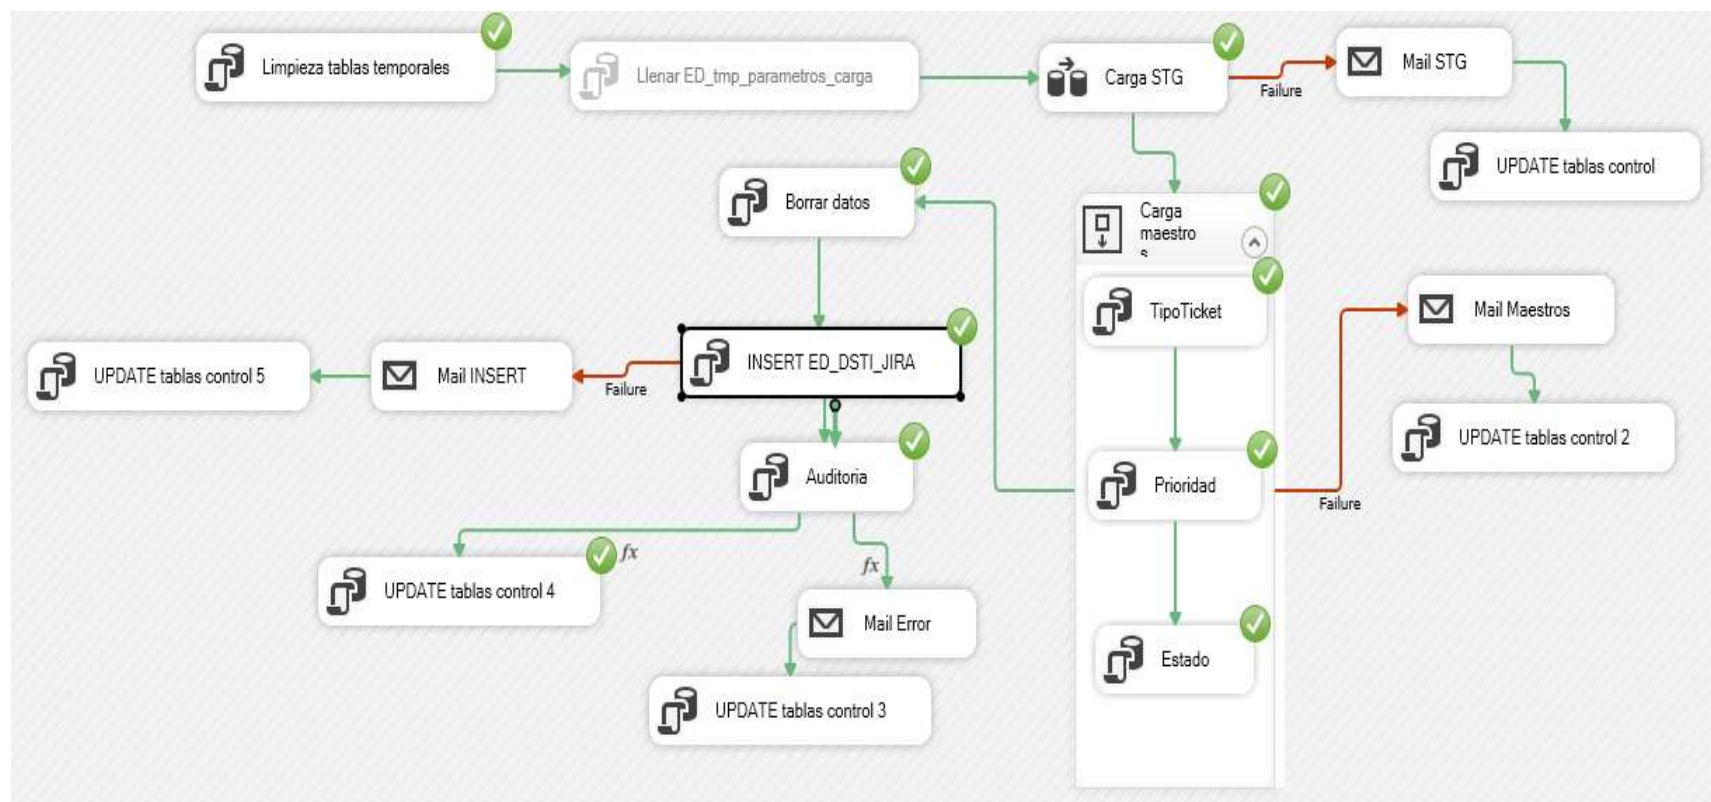 Limpieza tablas temporales
Llenar ED_tmp_parametros_carga
Carga STG
Failure
Mail STG
UPDATE tablas control
Borrar datos
Carga
maestro
s
TipoTicket
Mail Maestros
INSERT ED_DSTI_JIRA
UPDATE tablas control 5
Mail INSERT
Failure
UPDATE tablas control 2
Auditoria
Prioridad
Failure
fx
fx
UPDATE tablas control 4
Mail Error
Estado
UPDATE tablas control 3